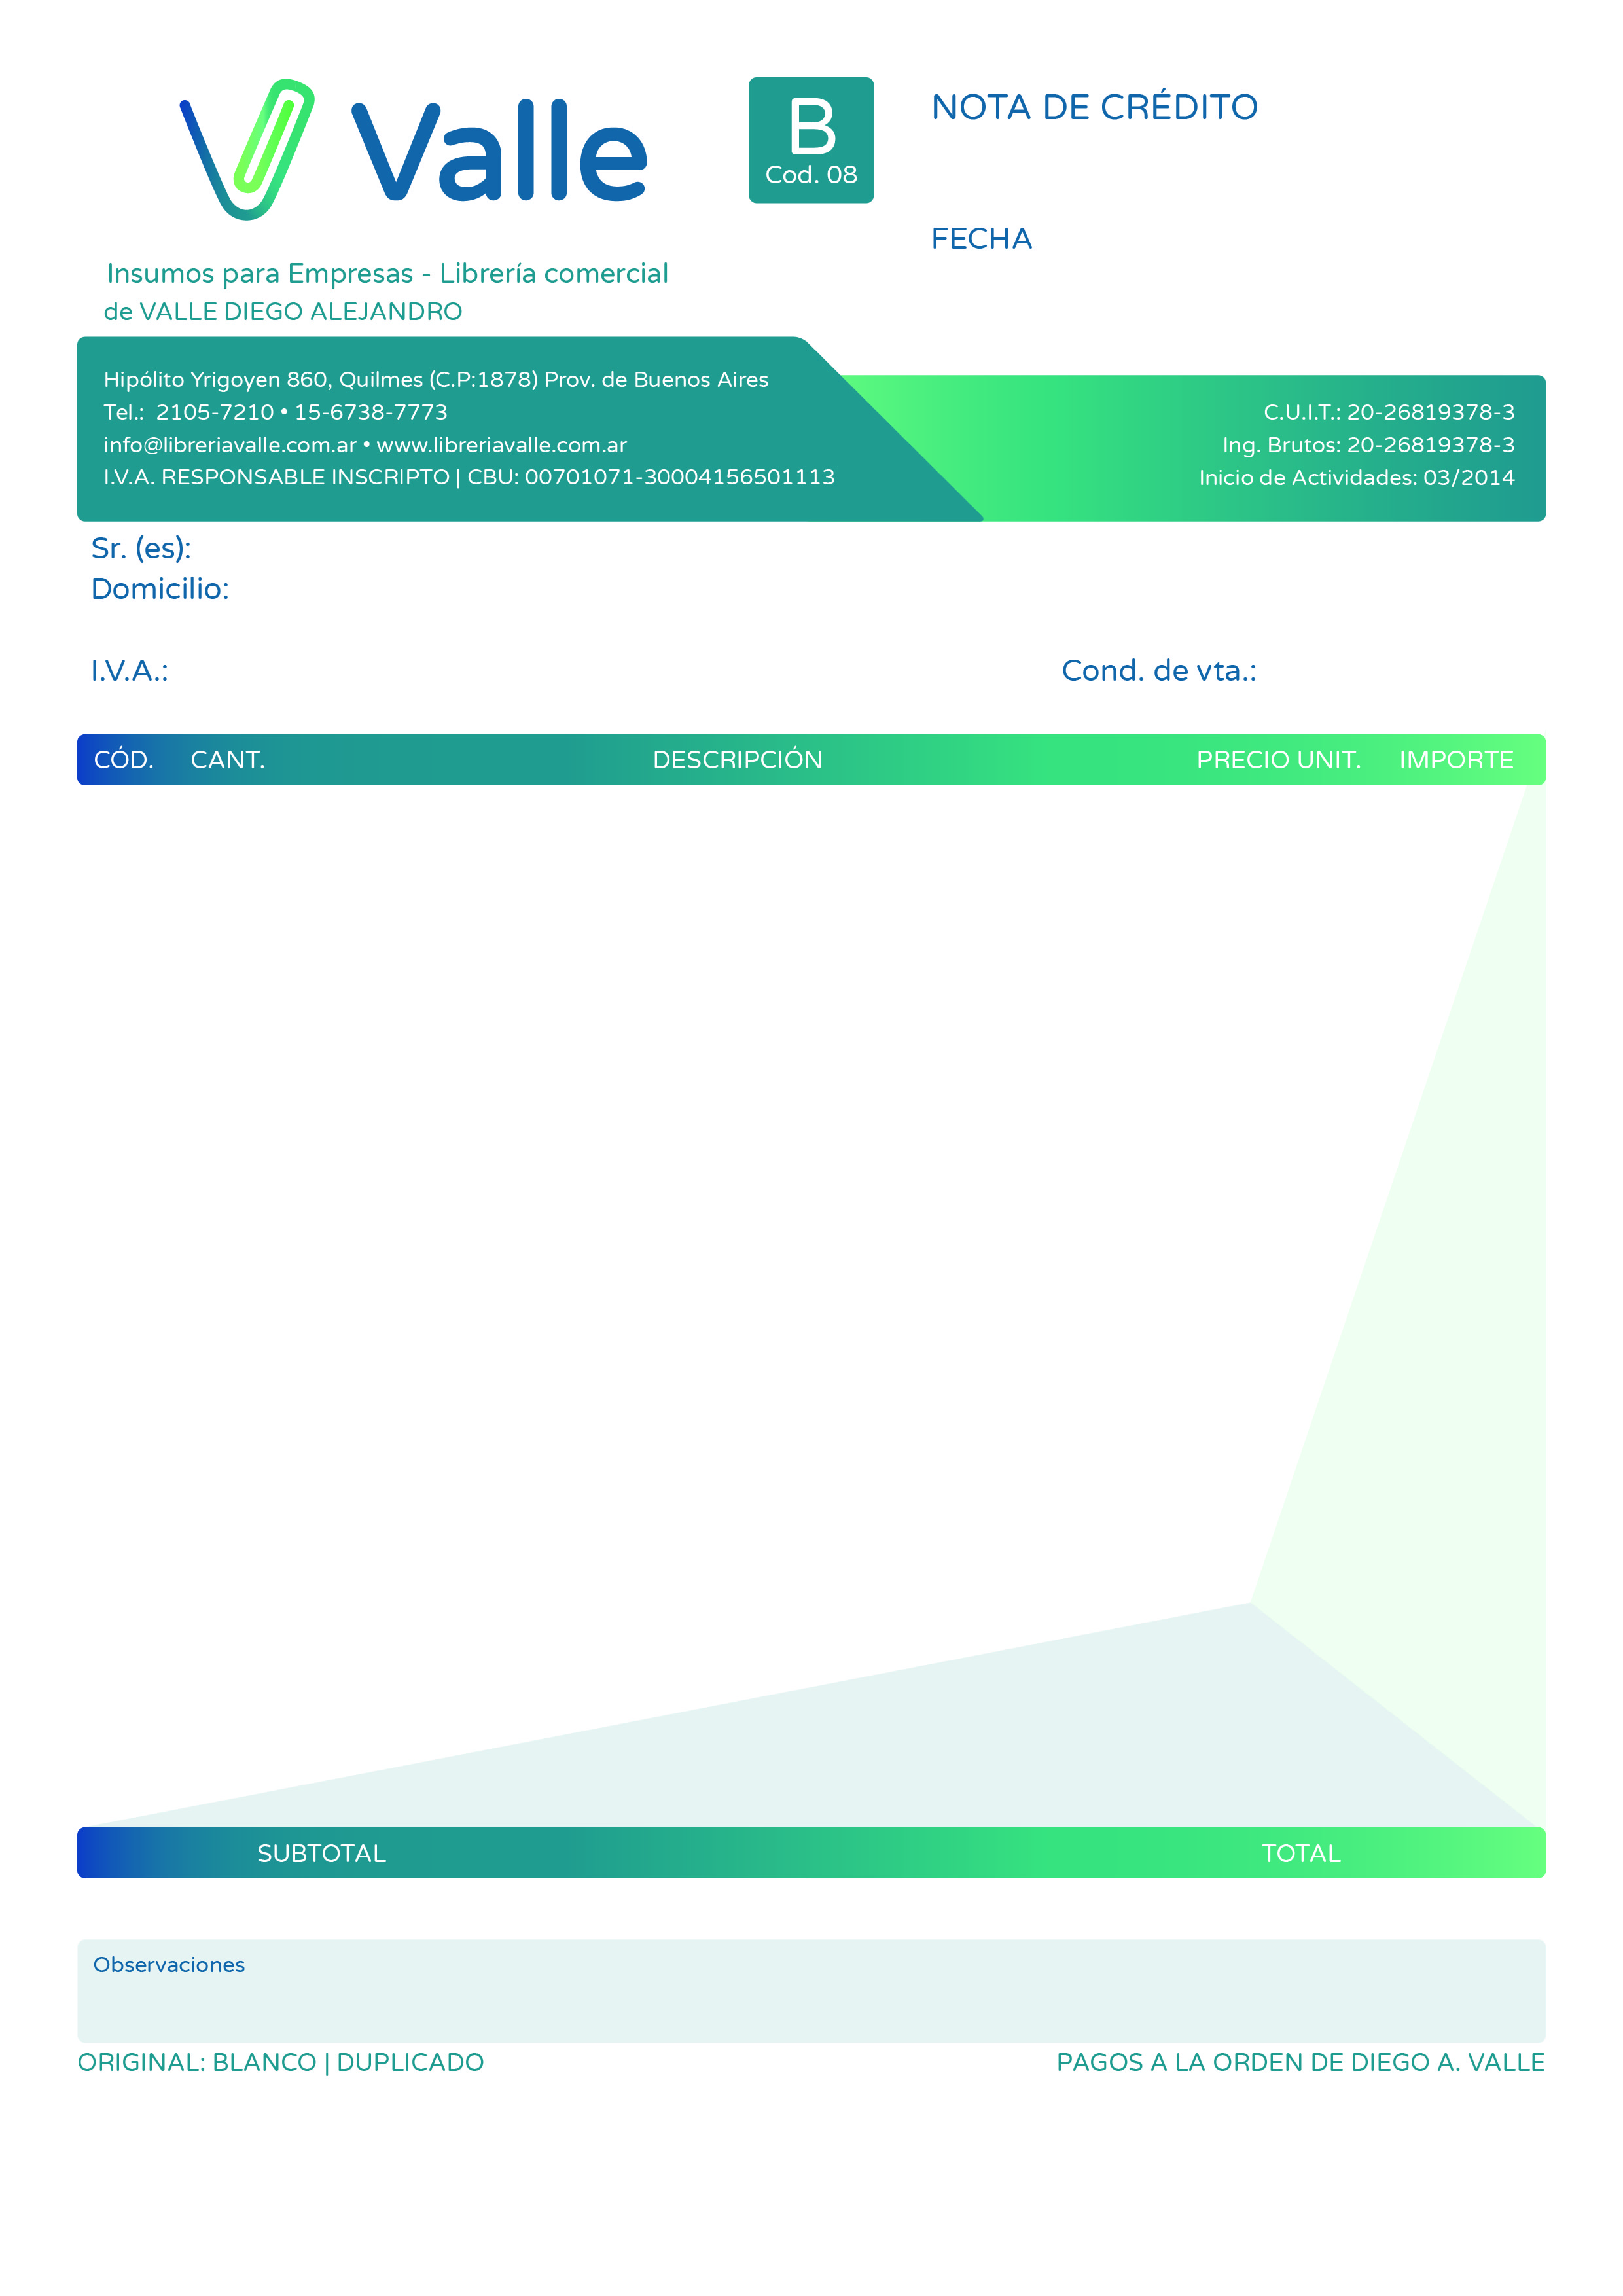 Valle
B
Cod. 08
NOTA DE CRÉDITO
FECHA
Insumos para Empresas - Librería comercial
de VALLE DIEGO ALEJANDRO
Hipólito Yrigoyen 860, Quilmes (C.P:1878) Prov. de Buenos Aires
Tel.: 2105-7210 • 15-6738-7773
info@libreriavalle.com.ar • www.libreriavalle.com.ar
I.V.A. RESPONSABLE INSCRIPTO | CBU: 00701071-30004156501113
C.U.I.T.: 20-26819378-3
Ing. Brutos: 20-26819378-3
Inicio de Actividades: 03/2014
Sr. (es):
Domicilio:
I.V.A.: Cond. de vta.:
CÓD. CANT. DESCRIPCIÓN PRECIO UNIT. IMPORTE
SUBTOTAL TOTAL
Observaciones
ORIGINAL: BLANCO | DUPLICADO PAGOS A LA ORDEN DE DIEGO A. VALLE